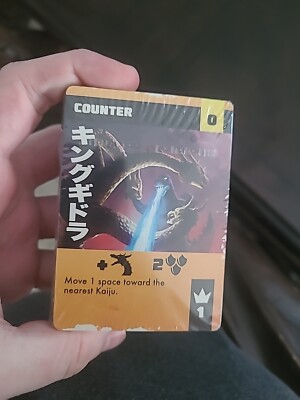 COUNTER
0
キングギドラ
+ 2
Move 1 space toward the
nearest Kaiju.
1